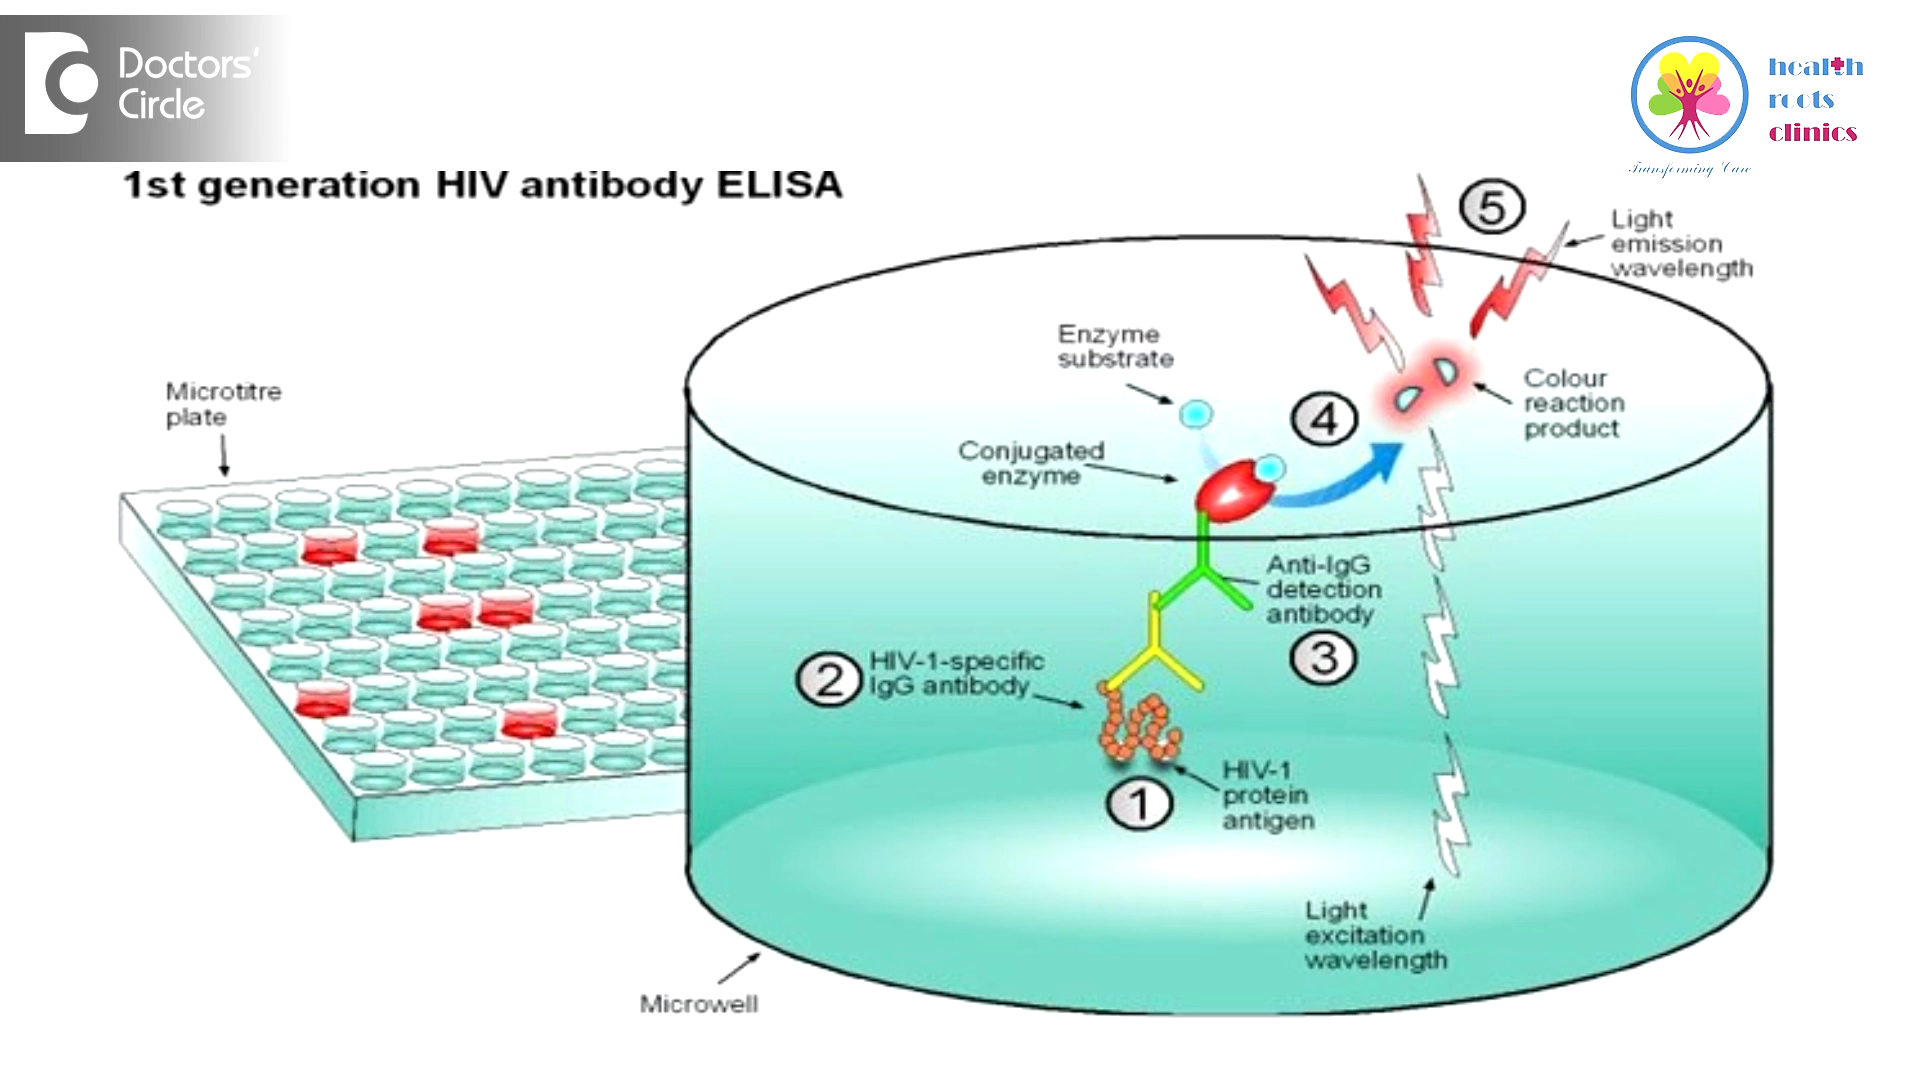 Doctors'
Circle
health
roots
clinics
Transforming Care
1st generation HIV antibody ELISA
5
Light
emission
wavelength
Enzyme
substrate
Microtitre
plate
4
Colour
reaction
product
Conjugated
enzyme
Anti-IgG
detection
antibody
3
2
HIV-1-specific
IgG antibody
HIV-1
protein
antigen
1
Light
excitation
wavelength
Microwell